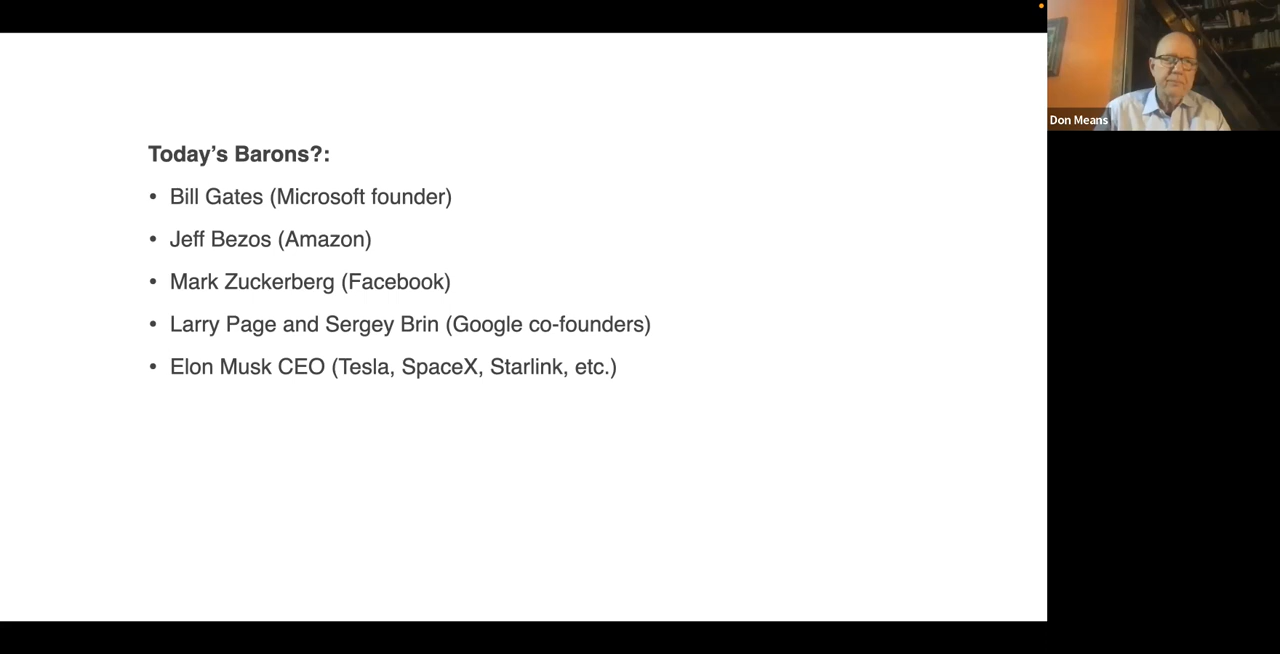 Today’s Barons?:
• Bill Gates (Microsoft founder)
• Jeff Bezos (Amazon)
• Mark Zuckerberg (Facebook)
• Larry Page and Sergey Brin (Google co-founders)
• Elon Musk CEO (Tesla, SpaceX, Starlink, etc.)
Don Means